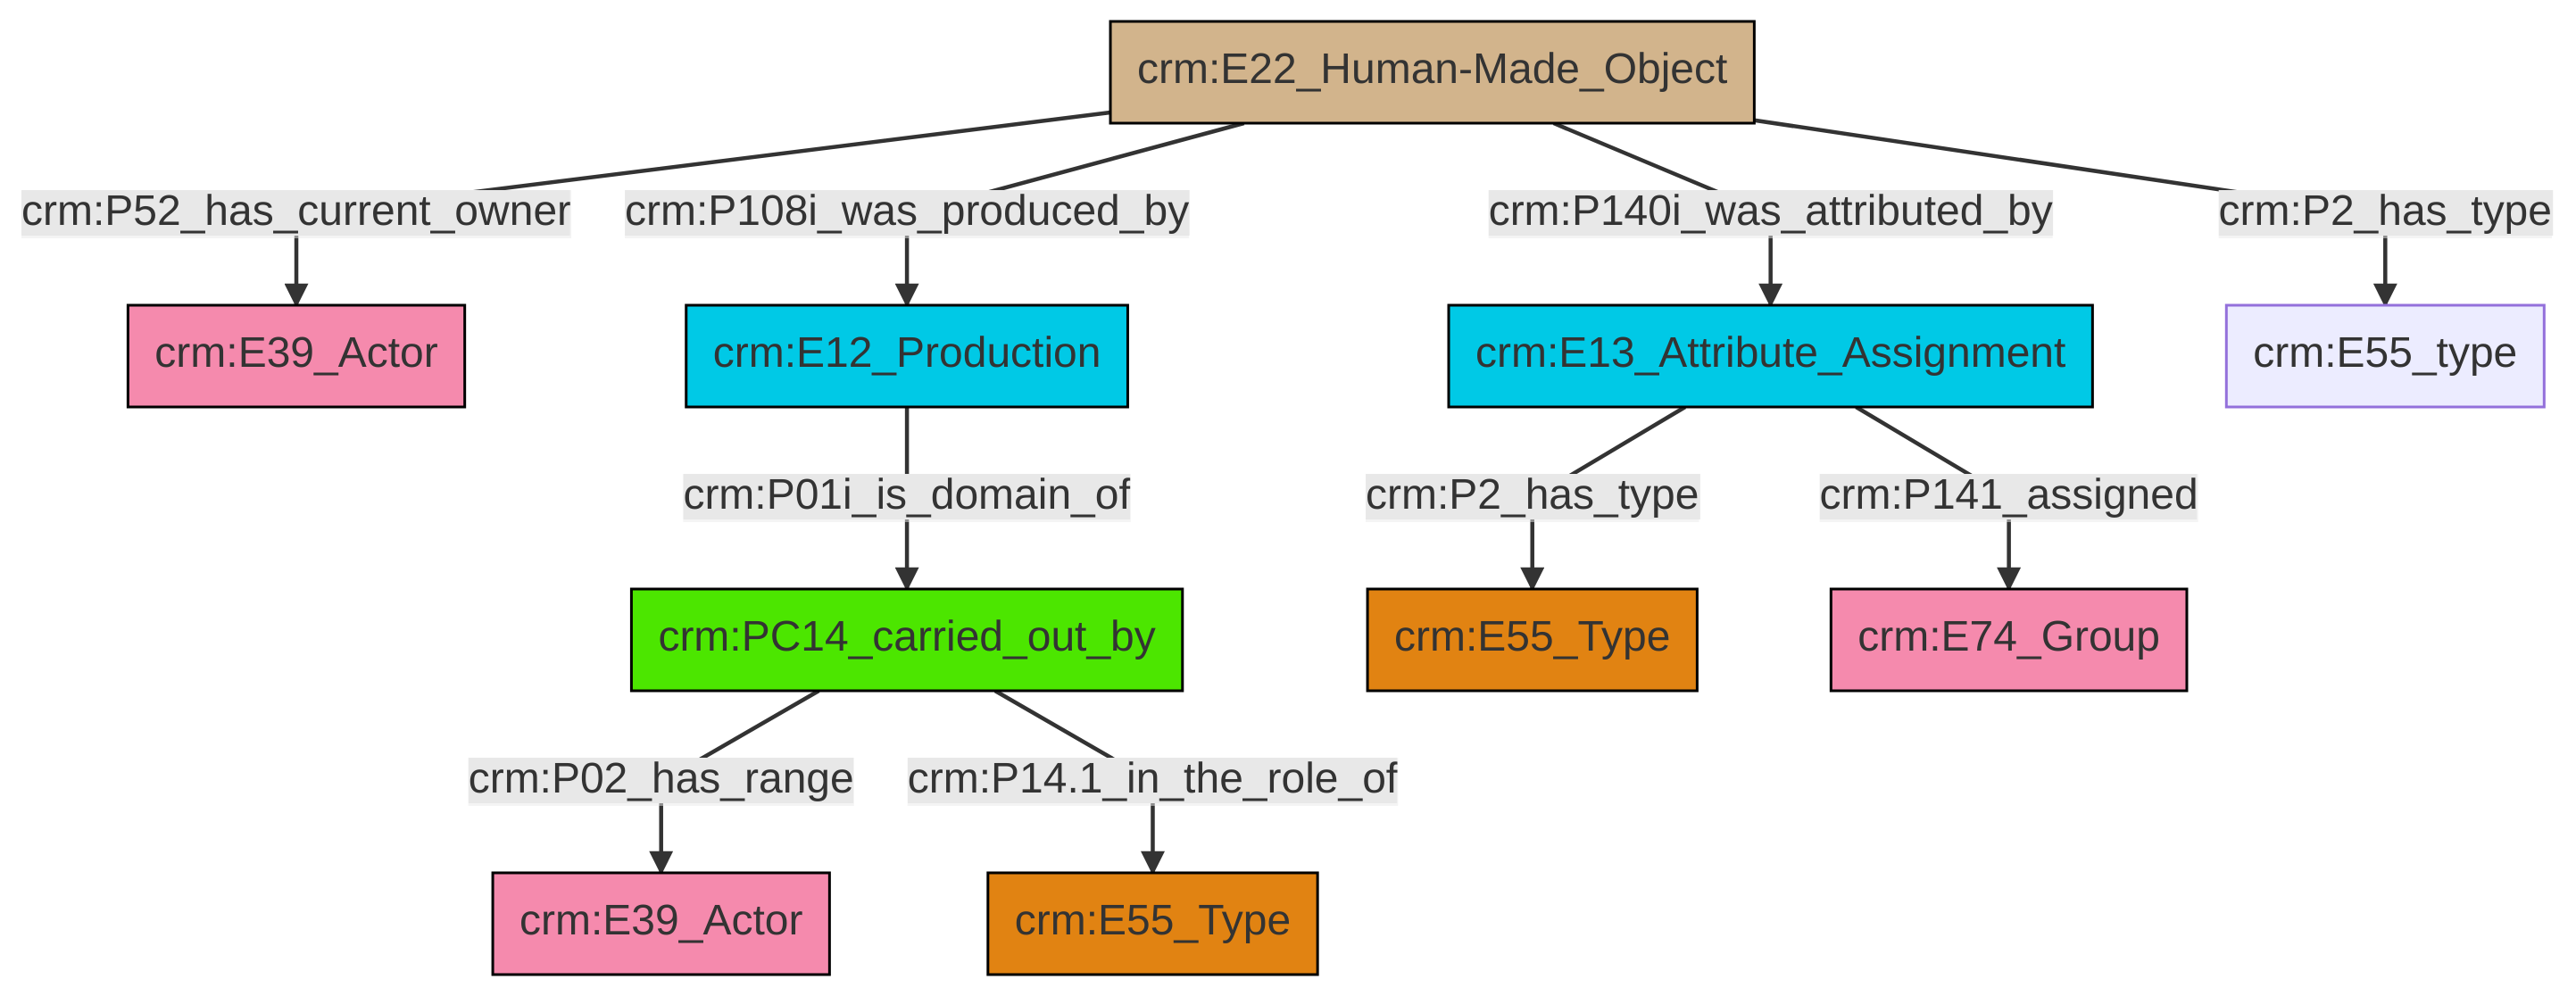 crm:E22_Human-Made_Object
crm:P52_has_current_owner
crm:P108i_was_produced_by
crm:P140i_was_attributed_by
crm:P2_has_type
crm:E39_Actor
crm:E12_Production
crm:E13_Attribute_Assignment
crm:E55_type
crm:P01i_is_domain_of
crm:P2_has_type
crm:P141_assigned
crm:PC14_carried_out_by
crm:E55_Type
crm:E74_Group
crm:P02_has_range
crm:P14.1_in_the_role_of
crm:E39_Actor
crm:E55_Type